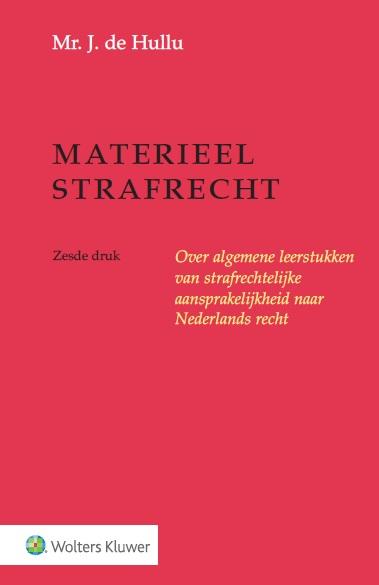 Mr. J. de Hullu
MATERIEEL
STRAFRECHT
Zesde druk
Over algemene leerstukken
van strafrechtelijke
aansprakelijkheid naar
Nederlands recht
Wolters Kluwer